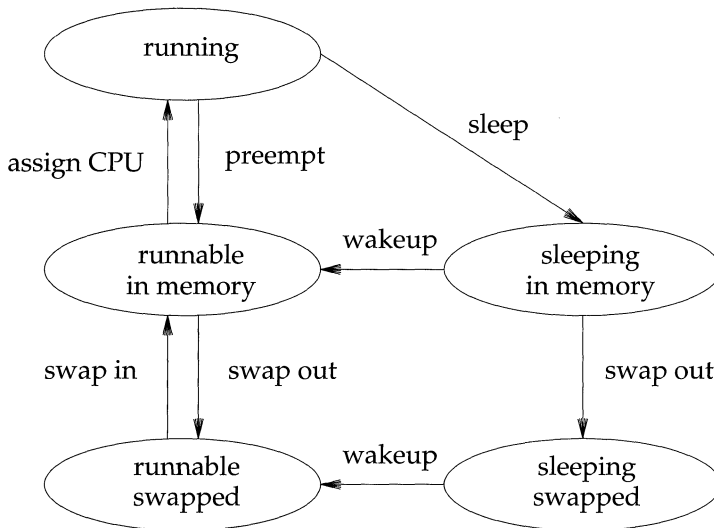 running
sleep
assign CPU
preempt
runnable
in memory
wakeup
sleeping
in memory
swap in
swap out
swap out
runnable
swapped
wakeup
sleeping
swapped